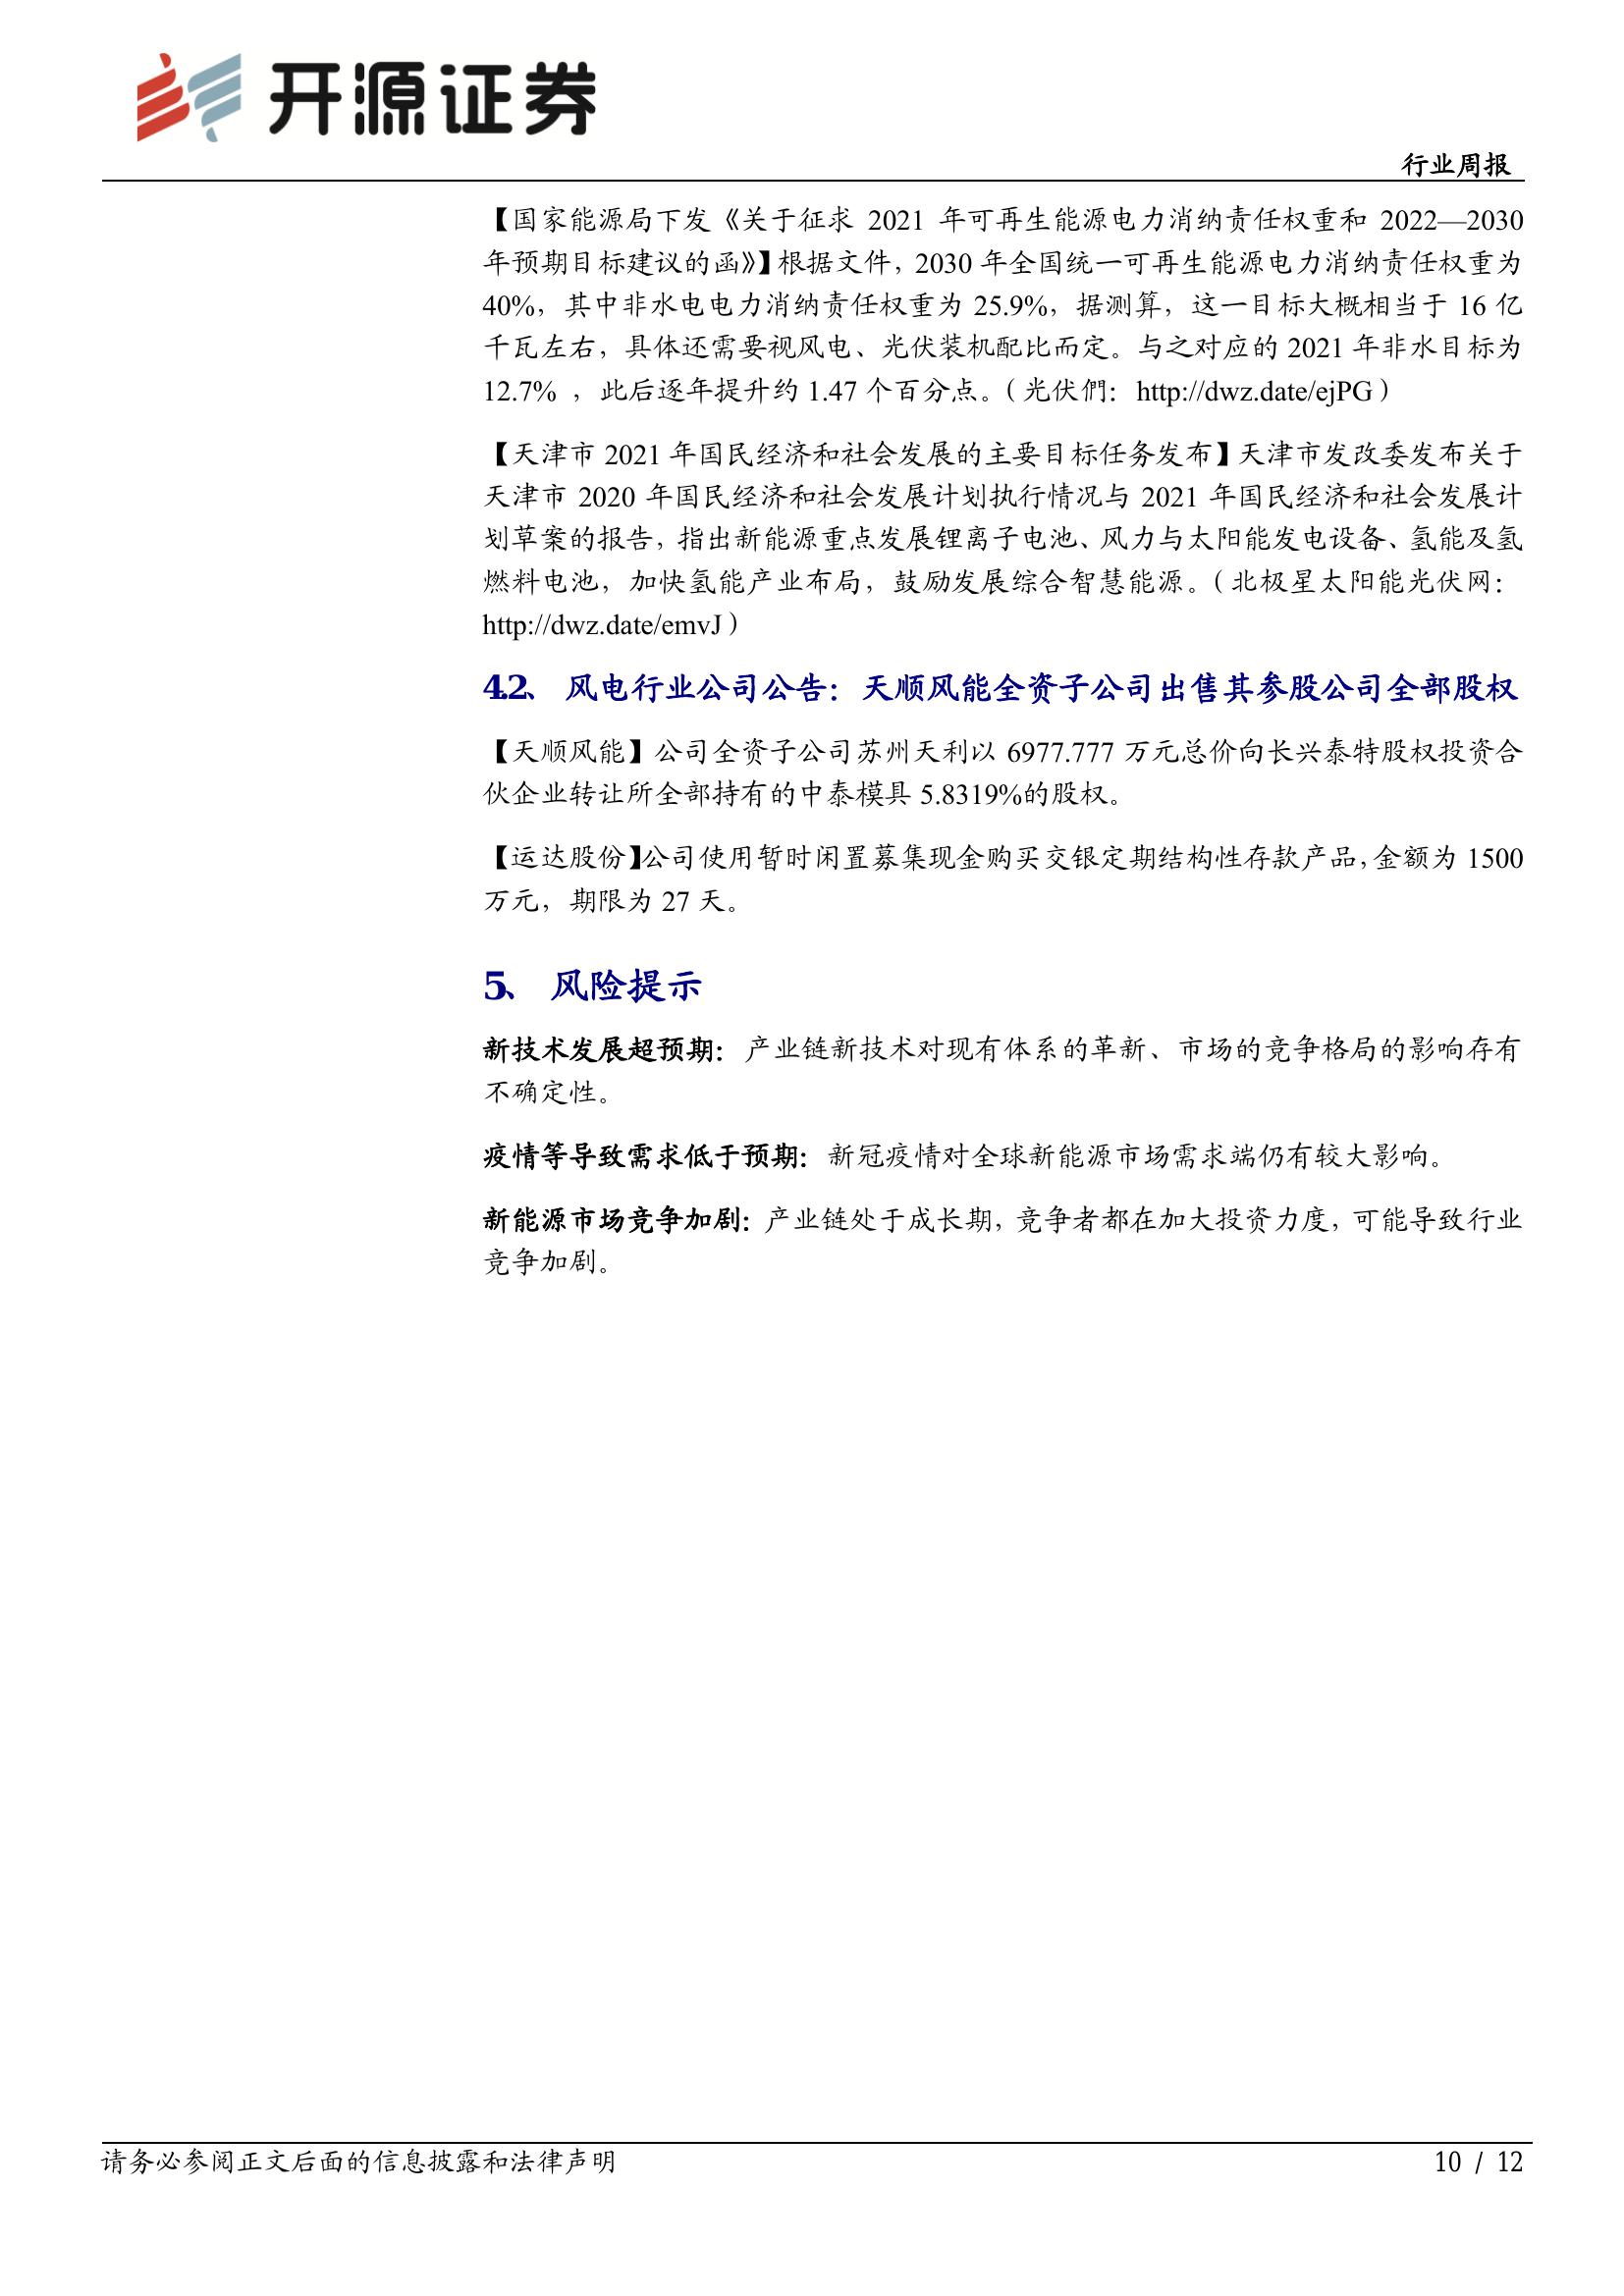 开源证券
行业周报
【国家能源局下发《关于征求 2021 年可再生能源电力消纳责任权重和 2022—2030
年预期目标建议的函》】根据文件，2030 年全国统一可再生能源电力消纳责任权重为
40%，其中非水电电力消纳责任权重为 25.9%，据测算，这一目标大概相当于 16 亿
千瓦左右，具体还需要视风电、光伏装机配比而定。与之对应的 2021 年非水目标为
12.7% ，此后逐年提升约 1.47 个百分点。（光伏們：http://dwz.date/ejPG）
【天津市 2021 年国民经济和社会发展的主要目标任务发布】天津市发改委发布关于
天津市 2020 年国民经济和社会发展计划执行情况与 2021 年国民经济和社会发展计
划草案的报告，指出新能源重点发展锂离子电池、风力与太阳能发电设备、氢能及氢
燃料电池，加快氢能产业布局，鼓励发展综合智慧能源。（北极星太阳能光伏网：
http://dwz.date/emvJ）
4.2、 风电行业公司公告：天顺风能全资子公司出售其参股公司全部股权
【天顺风能】公司全资子公司苏州天利以 6977.777 万元总价向长兴泰特股权投资合
伙企业转让所全部持有的中泰模具 5.8319%的股权。
【运达股份】公司使用暂时闲置募集现金购买交银定期结构性存款产品，金额为 1500
万元，期限为 27 天。
5、 风险提示
新技术发展超预期：产业链新技术对现有体系的革新、市场的竞争格局的影响存有
不确定性。
疫情等导致需求低于预期：新冠疫情对全球新能源市场需求端仍有较大影响。
新能源市场竞争加剧：产业链处于成长期，竞争者都在加大投资力度，可能导致行业
竞争加剧。
请务必参阅正文后面的信息披露和法律声明
10 / 12